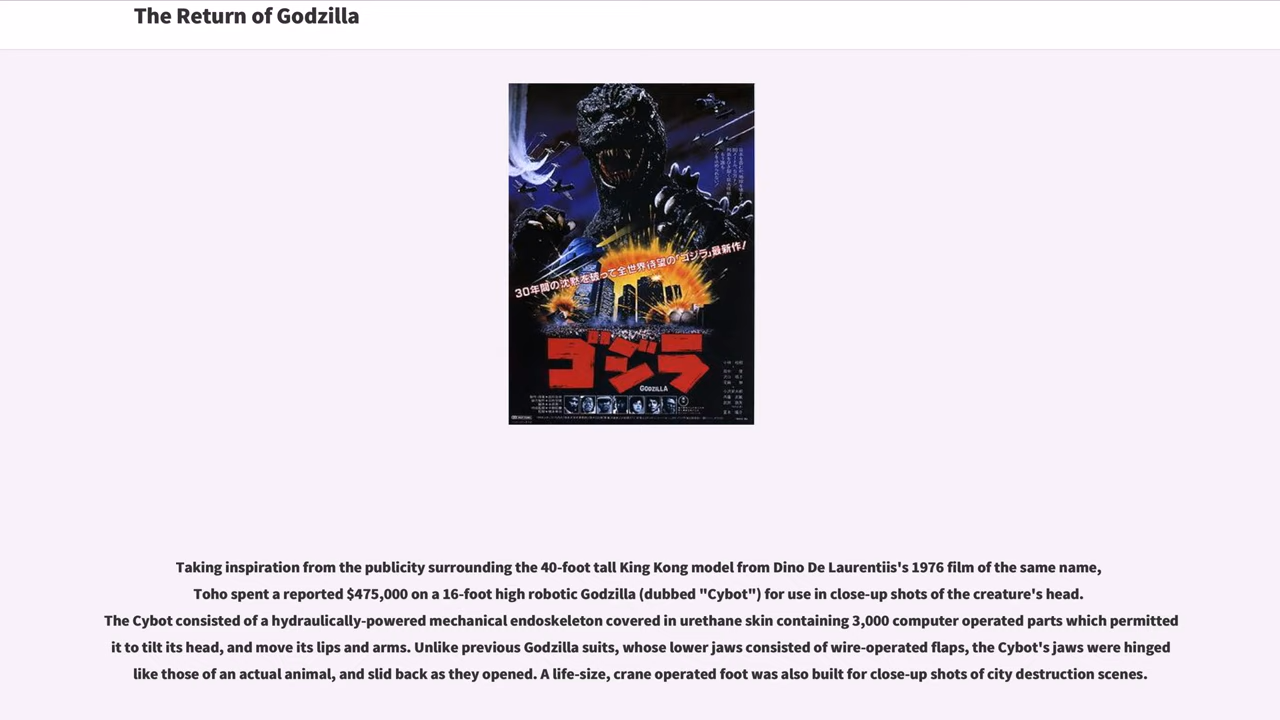 The Return of Godzilla
30年間の沈黙を破って全世界待望の「ゴジラ」最新作!
ゴジラ
GODZILLA
Taking inspiration from the publicity surrounding the 40-foot tall King Kong model from Dino De Laurentiis's 1976 film of the same name,
Toho spent a reported $475,000 on a 16-foot high robotic Godzilla (dubbed "Cybot") for use in close-up shots of the creature's head.
The Cybot consisted of a hydraulically-powered mechanical endoskeleton covered in urethane skin containing 3,000 computer operated parts which permitted
it to tilt its head, and move its lips and arms. Unlike previous Godzilla suits, whose lower jaws consisted of wire-operated flaps, the Cybot's jaws were hinged
like those of an actual animal, and slid back as they opened. A life-size, crane operated foot was also built for close-up shots of city destruction scenes.